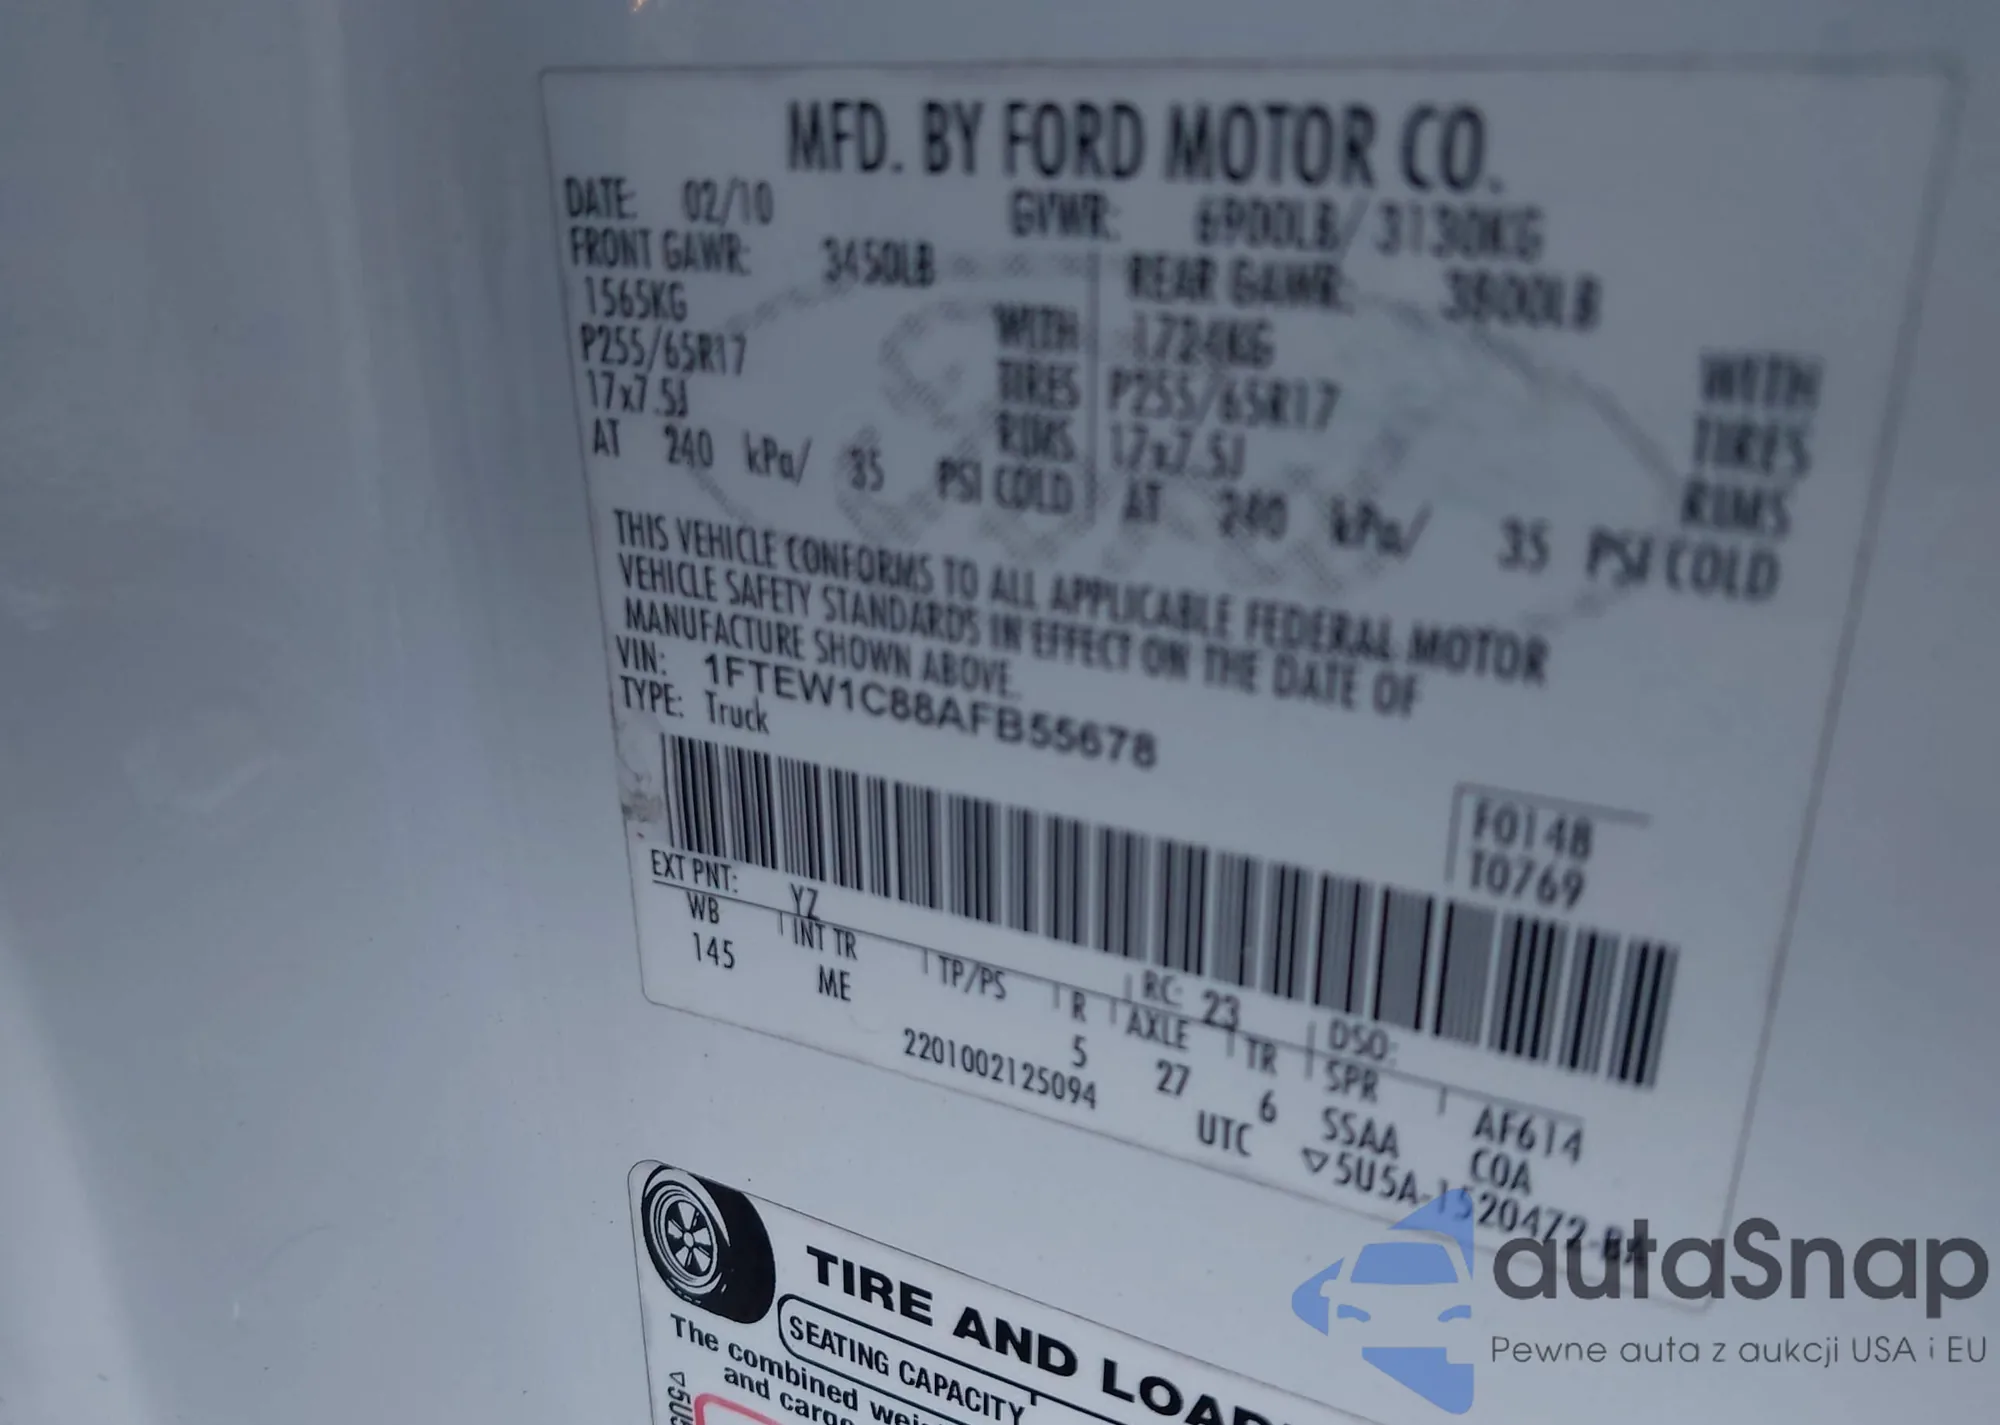 MFD. BY FORD MOTOR CO.
DATE: 02/10 GVWR: 6900LB/ 3130KG
FRONT GAWR: 3450LB REAR GAWR: 3800LB
1565KG WITH 1724KG WITH
P255/65R17 TIRES P255/65R17 TIRES
17x7.5J RIMS 17x7.5J RIMS
AT 240 kPa/ 35 PSI COLD AT 240 kPa/ 35 PSI COLD
THIS VEHICLE CONFORMS TO ALL APPLICABLE FEDERAL MOTOR
VEHICLE SAFETY STANDARDS IN EFFECT ON THE DATE OF
MANUFACTURE SHOWN ABOVE.
VIN: 1FTEW1C88AFB55678
TYPE: Truck
F0148
T0769
EXT PNT: YZ RC: 23 DSO:
WB INT TR TP/PS R AXLE TR SPR AF614
145 ME 5 27 6 SSAA COA
2201002125094 UTC ▽5U5A-1520472-
TIRE AND
SEATING CAPACITY
The combined
and cargo
autaSnap
Pewne auta z aukcji USA i EU